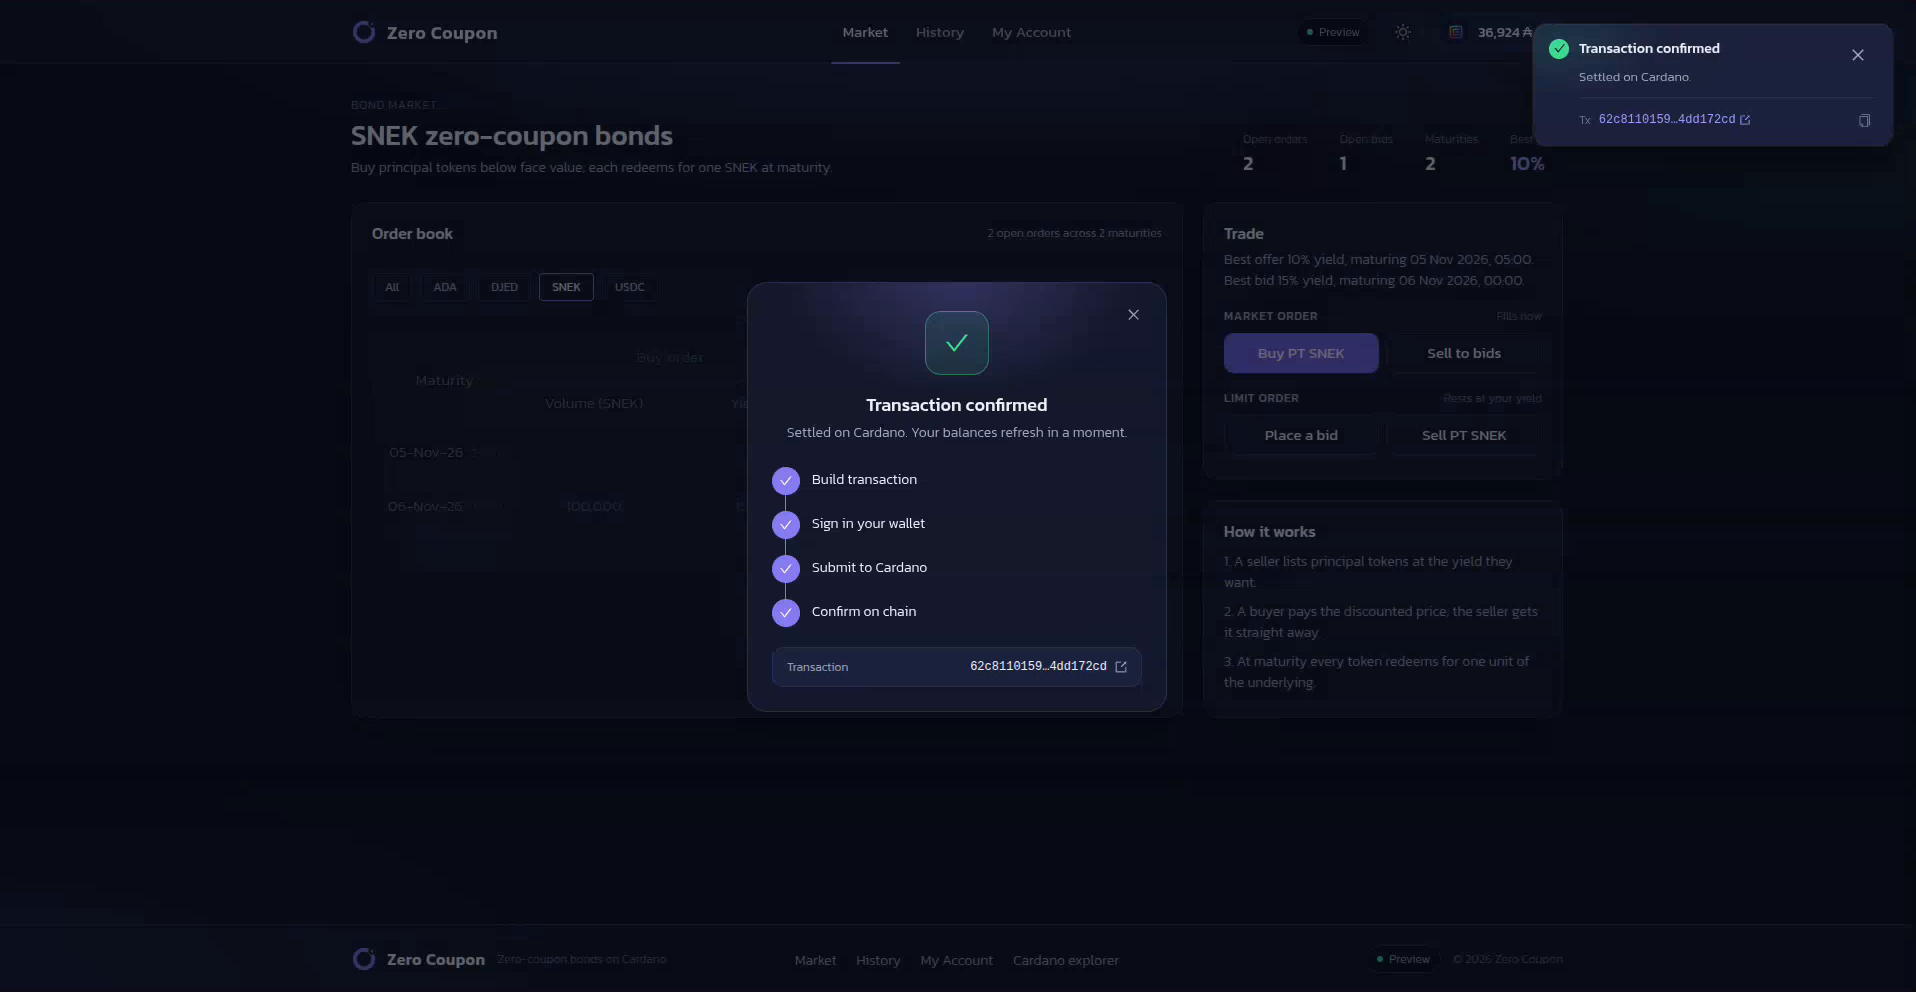 Zero Coupon
Market
History
My Account
Preview
36,924 ₳
Transaction confirmed
Settled on Cardano.
Tx 62c8110159…4dd172cd
BOND MARKET
SNEK zero-coupon bonds
Buy principal tokens below face value; each redeems for one SNEK at maturity.
Open orders
2
Open bids
1
Maturities
2
Best
10%
Order book
2 open orders across 2 maturities
All
ADA
DJED
SNEK
USDC
Maturity
Buy order
Volume (SNEK)
05-Nov-26
06-Nov-26
100,000
Transaction confirmed
Settled on Cardano. Your balances refresh in a moment.
Build transaction
Sign in your wallet
Submit to Cardano
Confirm on chain
Transaction 62c8110159…4dd172cd
Trade
Best offer 10% yield, maturing 05 Nov 2026, 05:00.
Best bid 15% yield, maturing 06 Nov 2026, 00:00.
MARKET ORDER
Fills now
Buy PT SNEK
Sell to bids
LIMIT ORDER
Rests at your yield
Place a bid
Sell PT SNEK
How it works
1. A seller lists principal tokens at the yield they
want.
2. A buyer pays the discounted price; the seller gets
it straight away.
3. At maturity every token redeems for one unit of
the underlying.
Zero Coupon
Zero-coupon bonds on Cardano
Market
History
My Account
Cardano explorer
Preview
© 2026 Zero Coupon